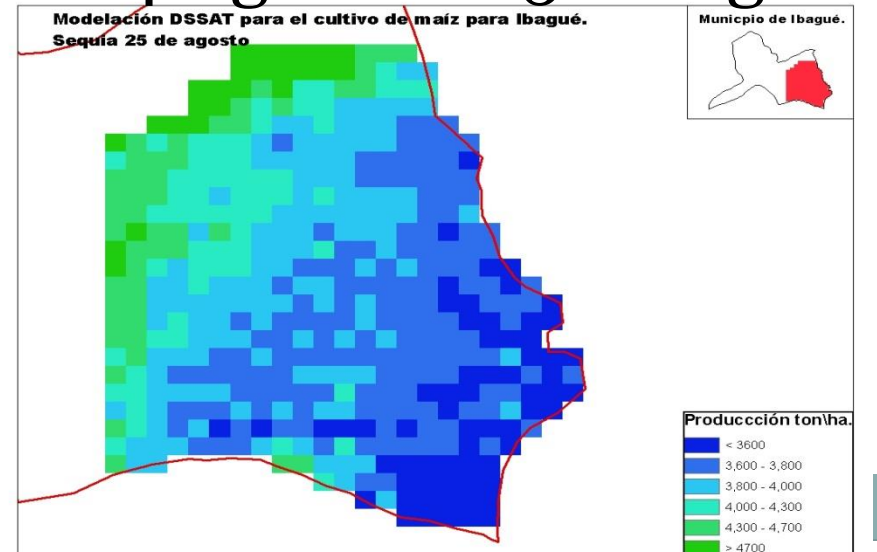 Modelación DSSAT para el cultivo de maíz para Ibagué.
Sequia 25 de agosto
Municpio de Ibagué.
Produccción ton\ha.
< 3600
3,600 - 3,800
3,800 - 4,000
4,000 - 4,300
4,300 - 4,700
> 4700